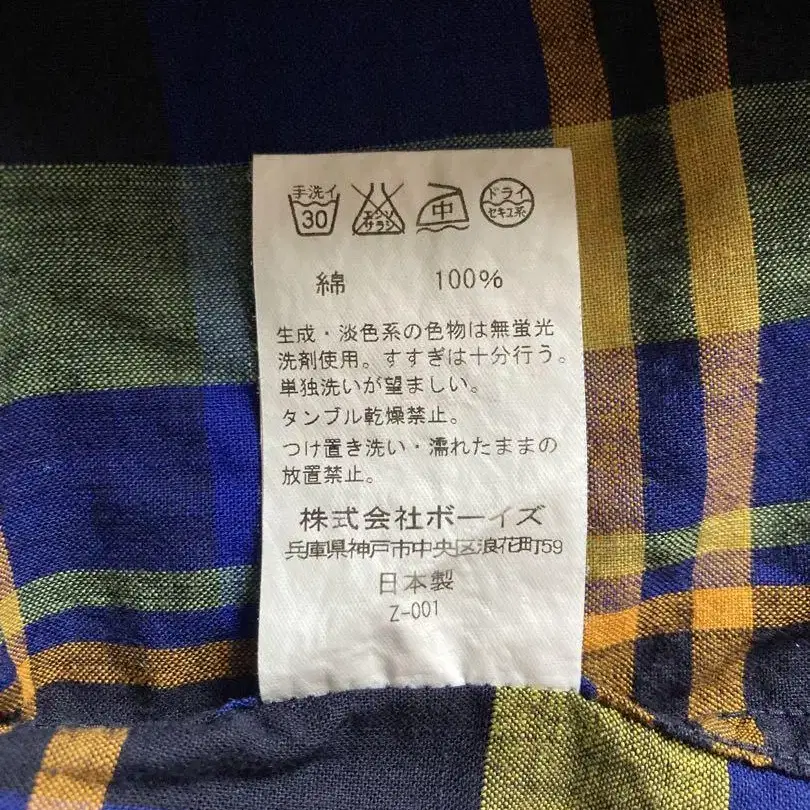 手洗イ ドライ
30 エンソ サラシ 中 セキユ系
綿 100%
生成・淡色系の色物は無蛍光
洗剤使用。すすぎは十分行う。
単独洗いが望ましい。
タンブル乾燥禁止。
つけ置き洗い・濡れたままの
放置禁止。
株式会社ボーイズ
兵庫県神戸市中央区浪花町59
日本製
Z-001